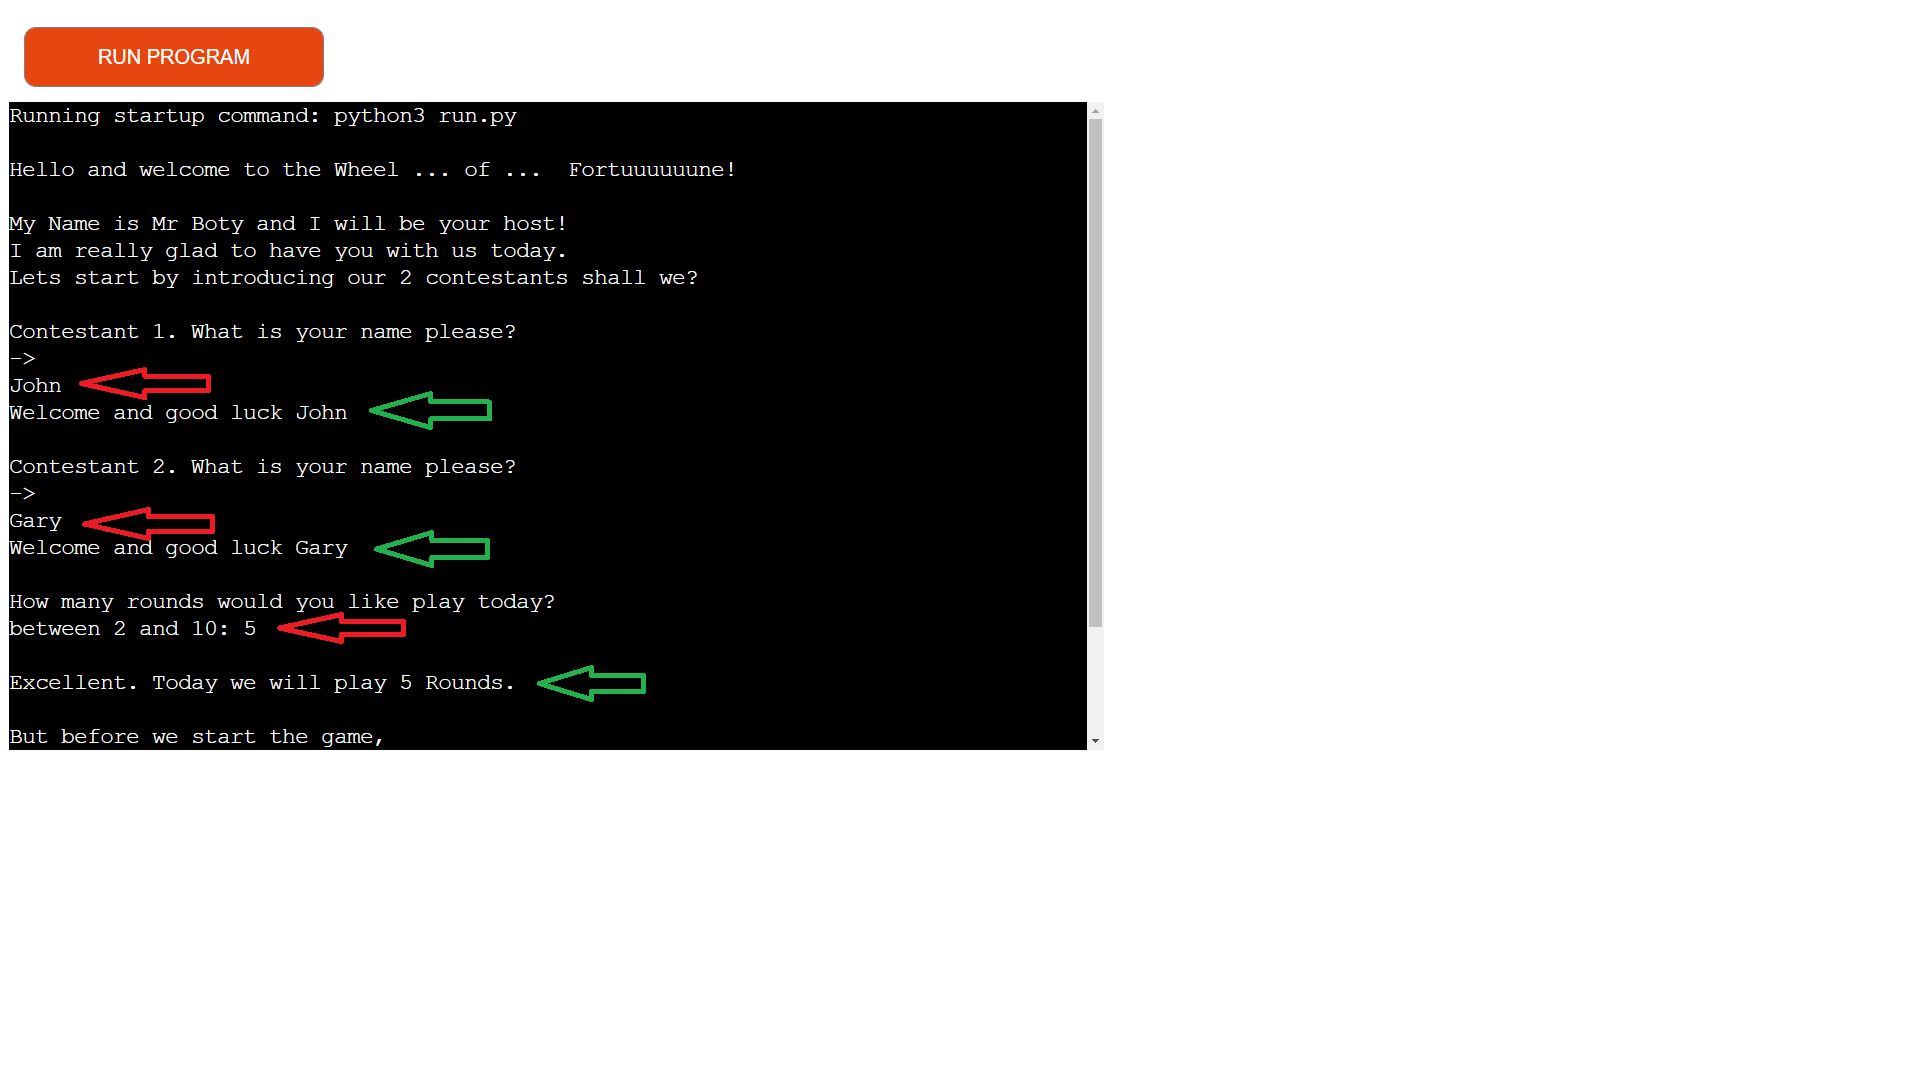 RUN PROGRAM
Running startup command: python3 run.py
Hello and welcome to the Wheel ... of ...  Fortuuuuuune!
My Name is Mr Boty and I will be your host!
I am really glad to have you with us today.
Lets start by introducing our 2 contestants shall we?
Contestant 1. What is your name please?
->
John
Welcome and good luck John
Contestant 2. What is your name please?
->
Gary
Welcome and good luck Gary
How many rounds would you like play today?
between 2 and 10: 5
Excellent. Today we will play 5 Rounds.
But before we start the game,